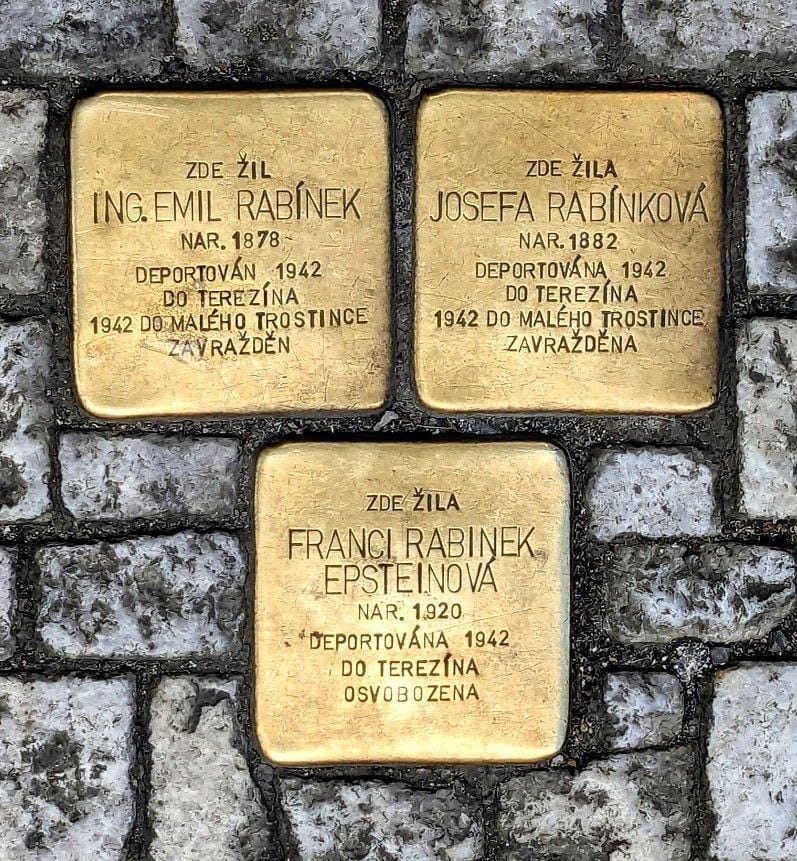 ZDE ŽIL
ING. EMIL RABÍNEK
NAR. 1878
DEPORTOVÁN 1942
DO TEREZÍNA
1942 DO MALÉHO TROSTINCE
ZAVRAŽDĚN
ZDE ŽILA
JOSEFA RABÍNKOVÁ
NAR. 1882
DEPORTOVÁNA 1942
DO TEREZÍNA
1942 DO MALÉHO TROSTINCE
ZAVRAŽDĚNA
ZDE ŽILA
FRANCI RABINEK
EPSTEINOVÁ
NAR. 1920
DEPORTOVÁNA 1942
DO TEREZÍNA
OSVOBOZENA